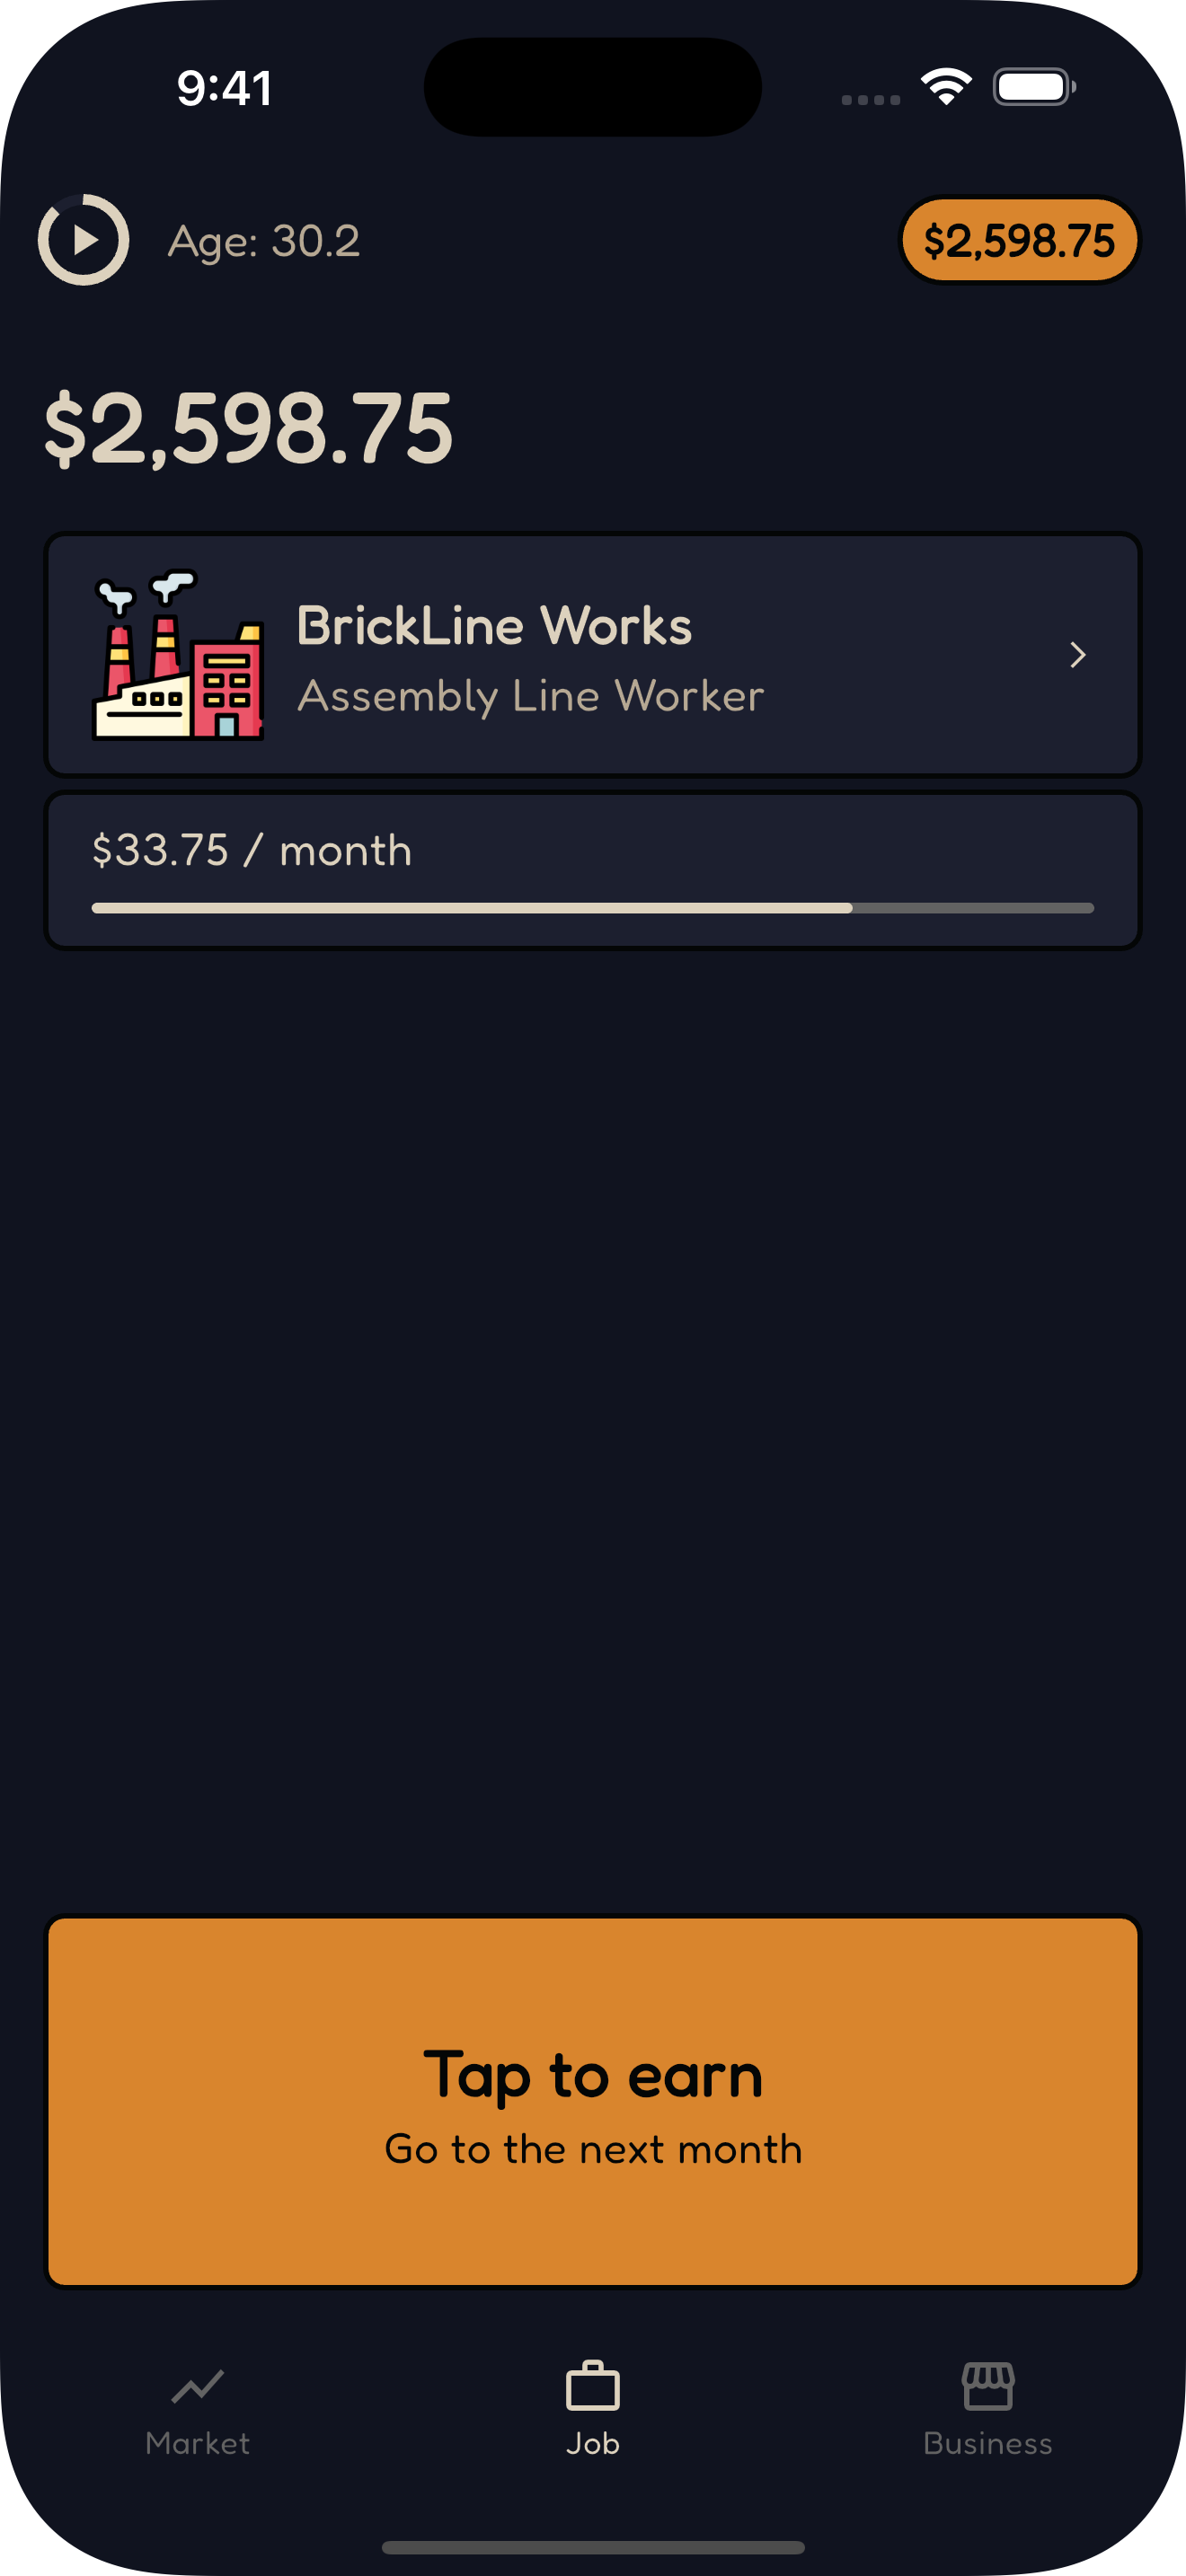 9:41
Age: 30.2
$2,598.75
$2,598.75
BrickLine Works
Assembly Line Worker
$33.75 / month
Tap to earn
Go to the next month
Market
Job
Business